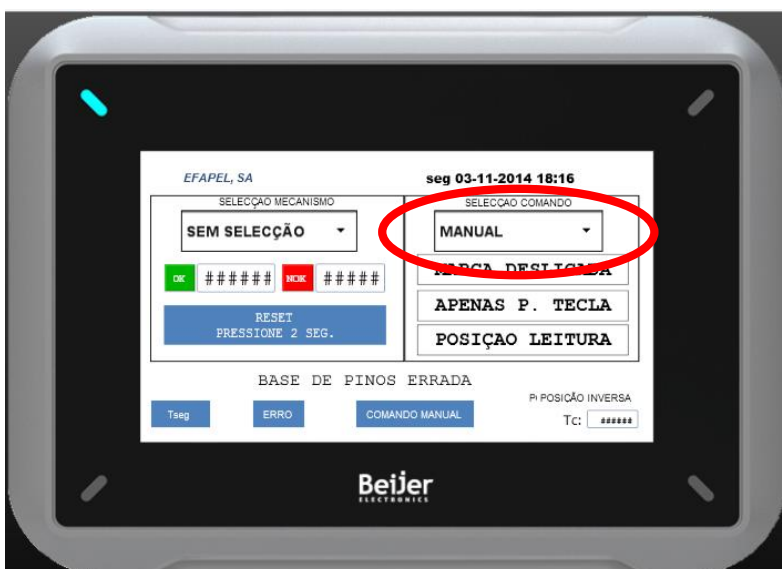 EFAPEL, SA
seg 03-11-2014 18:16
SELECÇAO MECANISMO
SEM SELECÇÃO
OK ###### NOK #####
RESET
PRESSIONE 2 SEG.
SELECÇAO COMANDO
MANUAL
MARCA DESLIGADA
APENAS P. TECLA
POSIÇAO LEITURA
BASE DE PINOS ERRADA
POSIÇÃO INVERSA
Tseg ERRO COMANDO MANUAL
Tc: ######
Beijer
ELECTRONICS